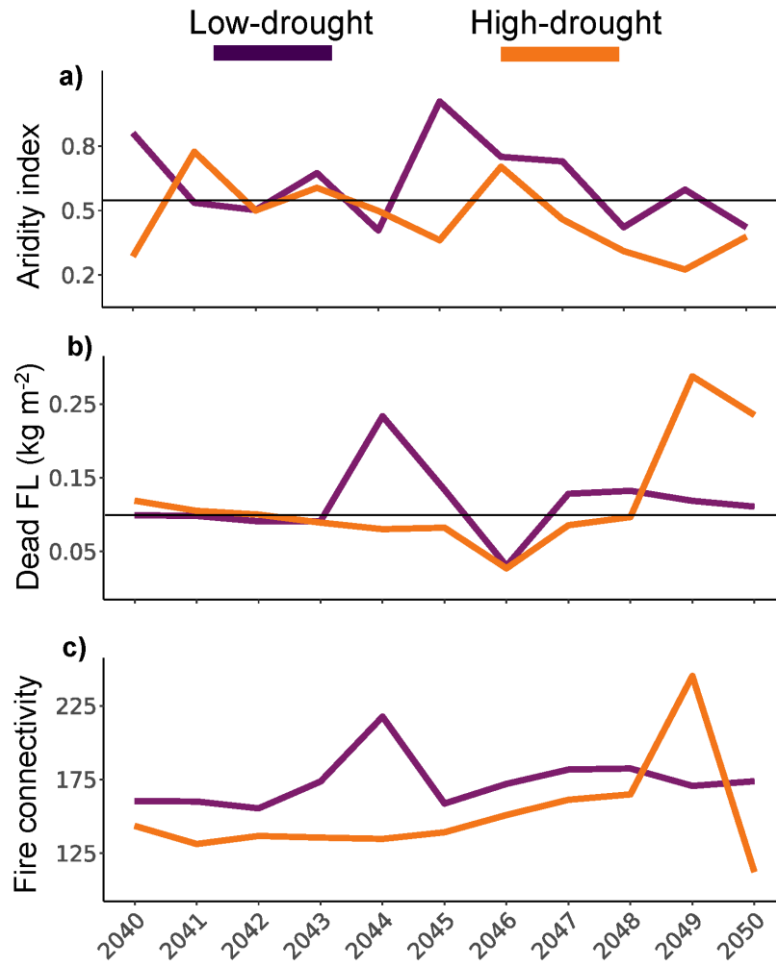 Low-drought High-drought
a)
Aridity index
0.8
0.5
0.2
b)
Dead FL (kg m⁻²)
0.25
0.15
0.05
c)
Fire connectivity
225
175
125
2040 2041 2042 2043 2044 2045 2046 2047 2048 2049 2050